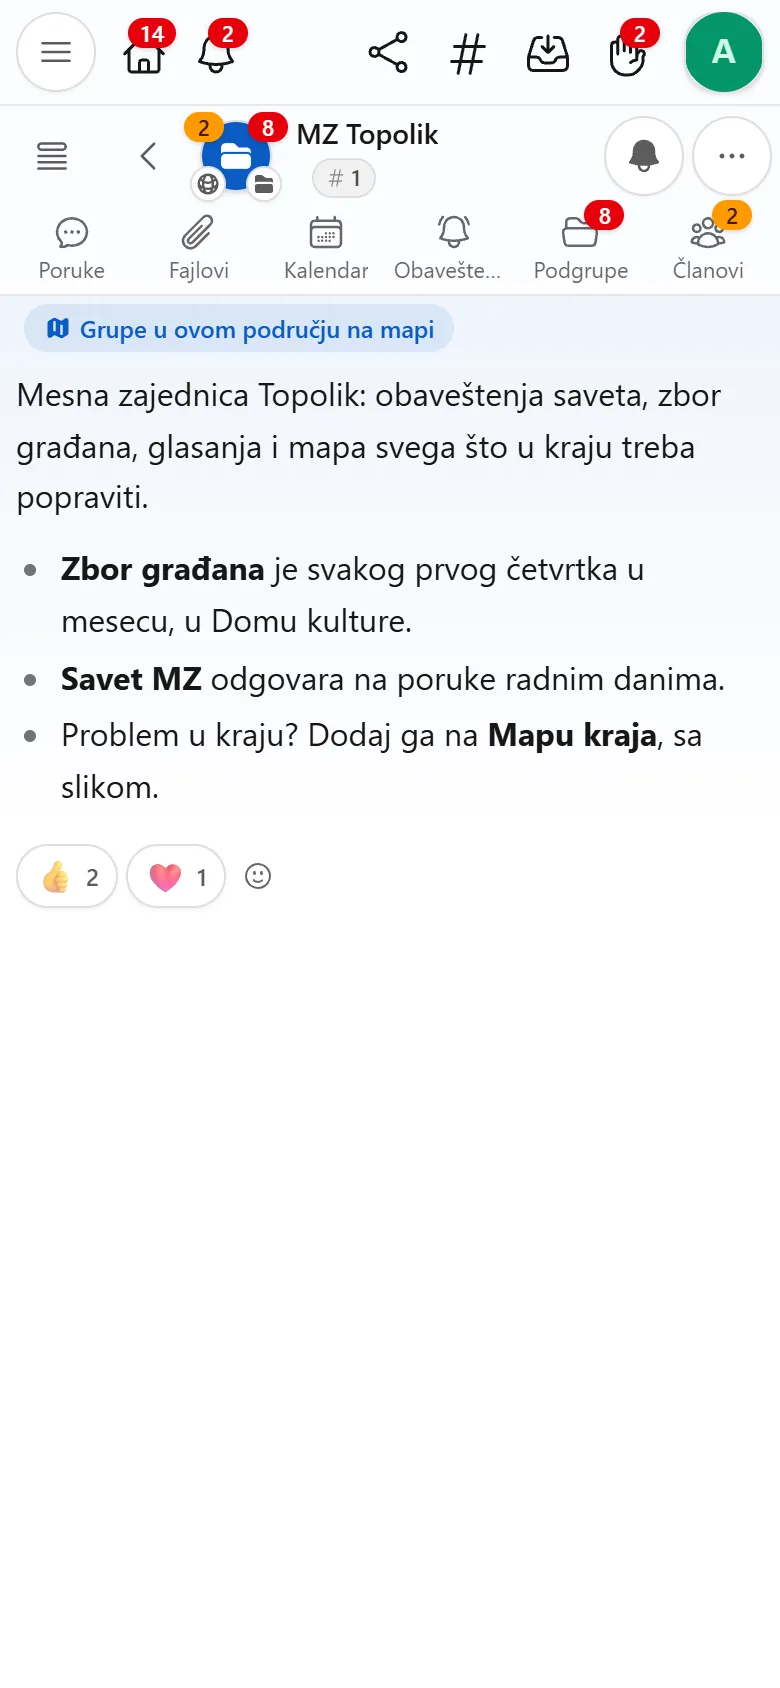 14
2
2
A
2
8
MZ Topolik
# 1
Poruke
Fajlovi
Kalendar
Obavešte...
8
Podgrupe
2
Članovi
Grupe u ovom području na mapi
Mesna zajednica Topolik: obaveštenja saveta, zbor
građana, glasanja i mapa svega što u kraju treba
popraviti.
Zbor građana je svakog prvog četvrtka u
mesecu, u Domu kulture.
Savet MZ odgovara na poruke radnim danima.
Problem u kraju? Dodaj ga na Mapu kraja, sa
slikom.
2
1